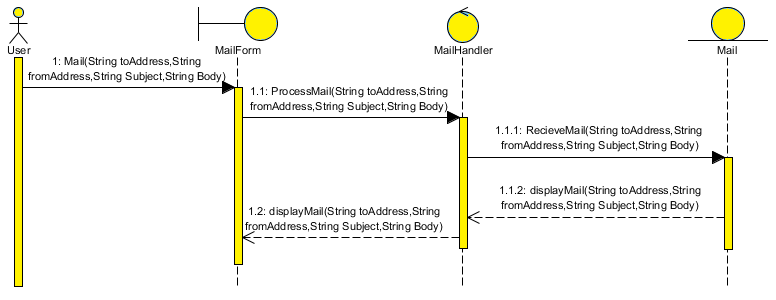 User
MailForm
MailHandler
Mail
1: Mail(String toAddress,String
fromAddress,String Subject,String Body)
1.1: ProcessMail(String toAddress,String
fromAddress,String Subject,String Body)
1.1.1: RecieveMail(String toAddress,String
fromAddress,String Subject,String Body)
1.1.2: displayMail(String toAddress,String
fromAddress,String Subject,String Body)
1.2: displayMail(String toAddress,String
fromAddress,String Subject,String Body)